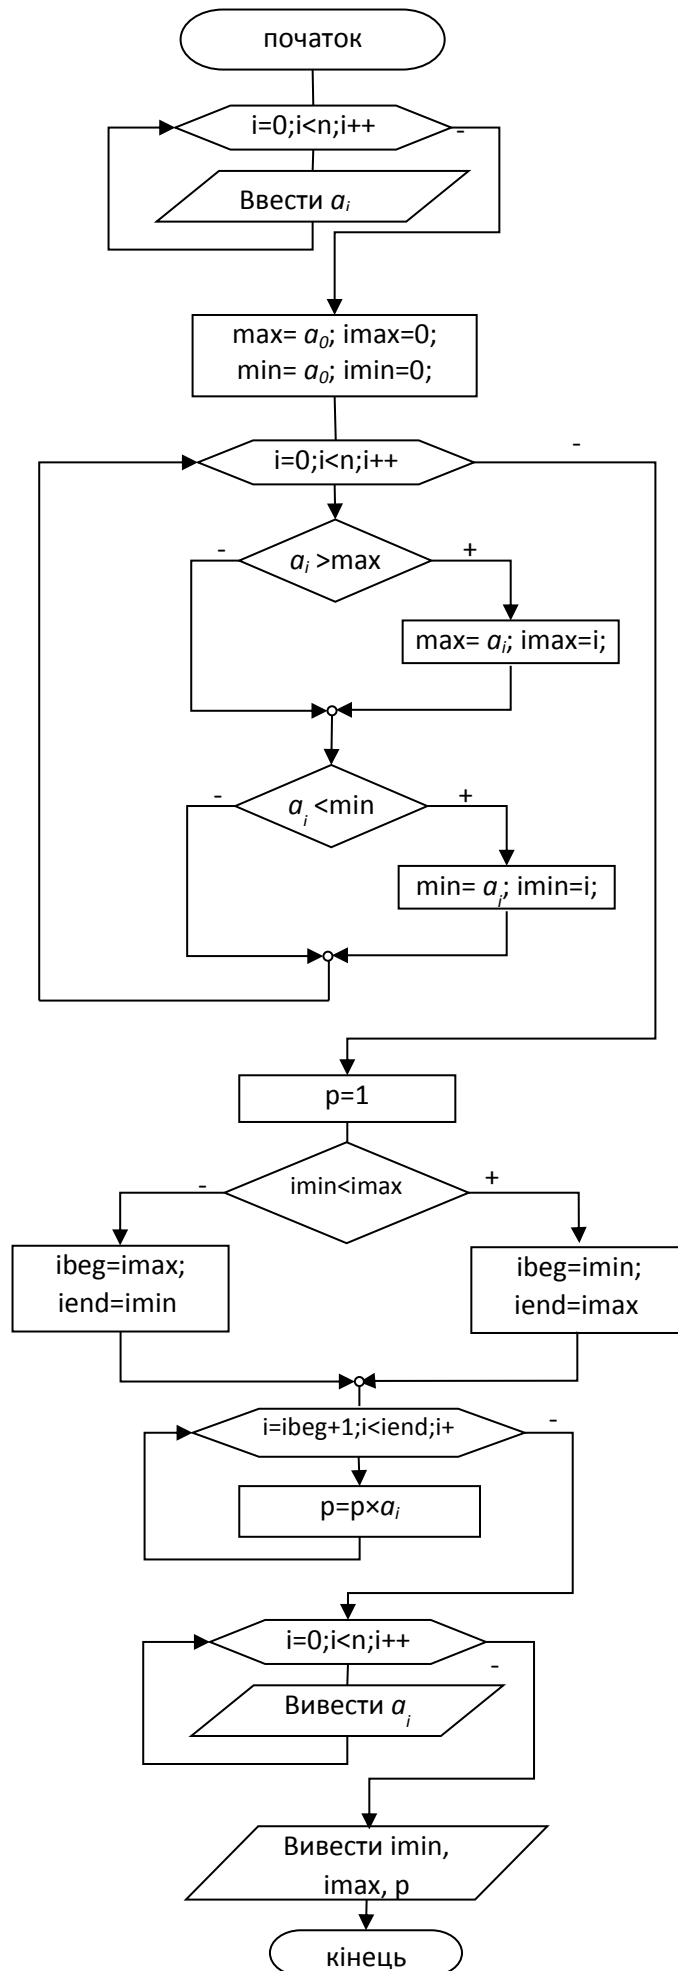 початок
i=0;i<n;i++
-
Ввести ai
max= a0; imax=0;
min= a0; imin=0;
-
i=0;i<n;i++
-
ai >max
+
max= ai; imax=i;
-
ai <min
+
min= ai; imin=i;
p=1
-
imin<imax
+
ibeg=imax;
iend=imin
ibeg=imin;
iend=imax
i=ibeg+1;i<iend;i+
-
p=p×ai
i=0;i<n;i++
-
Вивести ai
Вивести imin,
imax, p
кінець